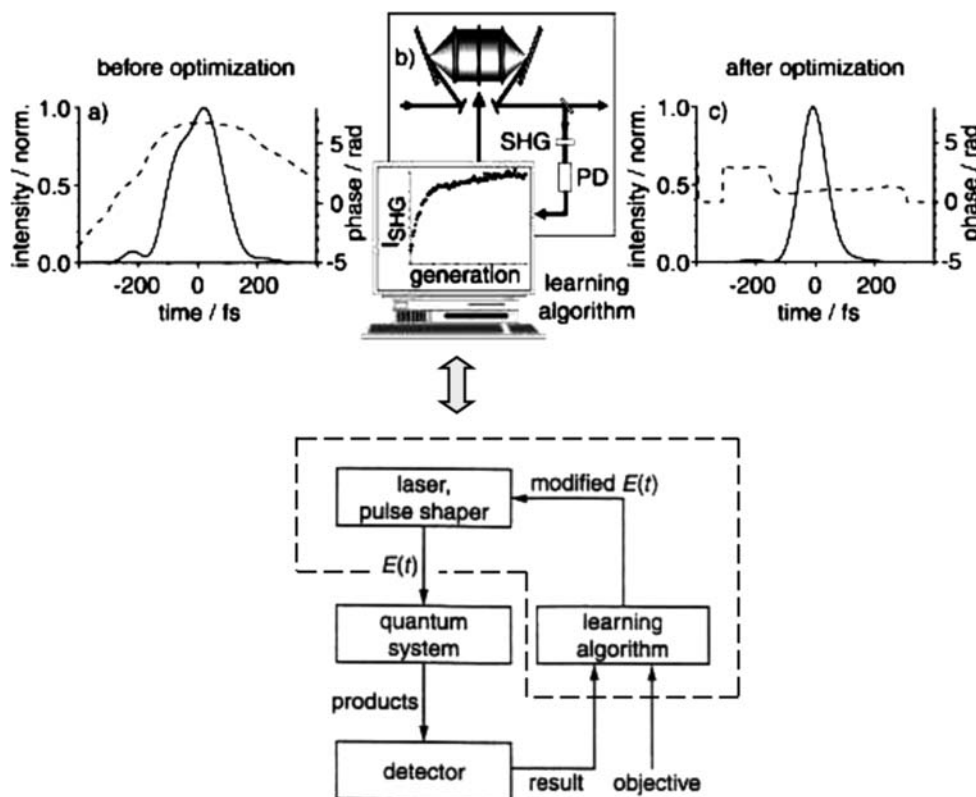 before optimization
a)
intensity / norm.
1.0
0.5
0.0
phase / rad
5
0
-5
-200
0
200
time / fs
b)
SHG
PD
I_SHG
generation
learning
algorithm
after optimization
c)
intensity / norm.
1.0
0.5
0.0
phase / rad
5
0
-5
-200
0
200
time / fs
laser,
pulse shaper
modified E(t)
E(t)
quantum
system
learning
algorithm
products
detector
result
objective